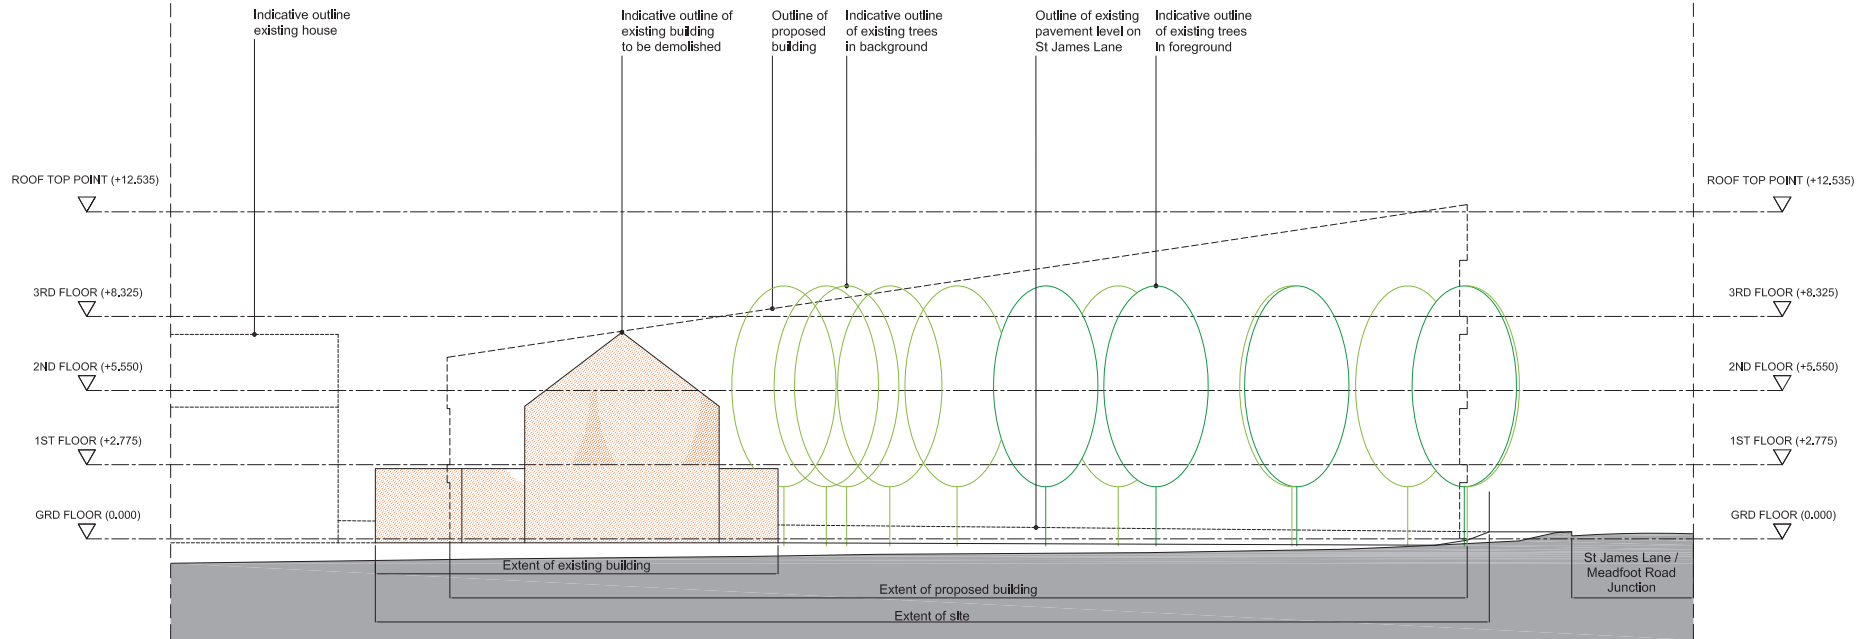 Indicative outline
existing house
Indicative outline of
existing building
to be demolished
Outline of
proposed
building
Indicative outline
of existing trees
in background
Outline of existing
pavement level on
St James Lane
Indicative outline
of existing trees
In foreground
ROOF TOP POINT (+12.535)
ROOF TOP POINT (+12.535)
3RD FLOOR (+8.325)
3RD FLOOR (+8.325)
2ND FLOOR (+5.550)
2ND FLOOR (+5.550)
1ST FLOOR (+2.775)
1ST FLOOR (+2.775)
GRD FLOOR (0.000)
GRD FLOOR (0.000)
Extent of existing building
Extent of proposed building
Extent of site
St James Lane /
Meadfoot Road
Junction